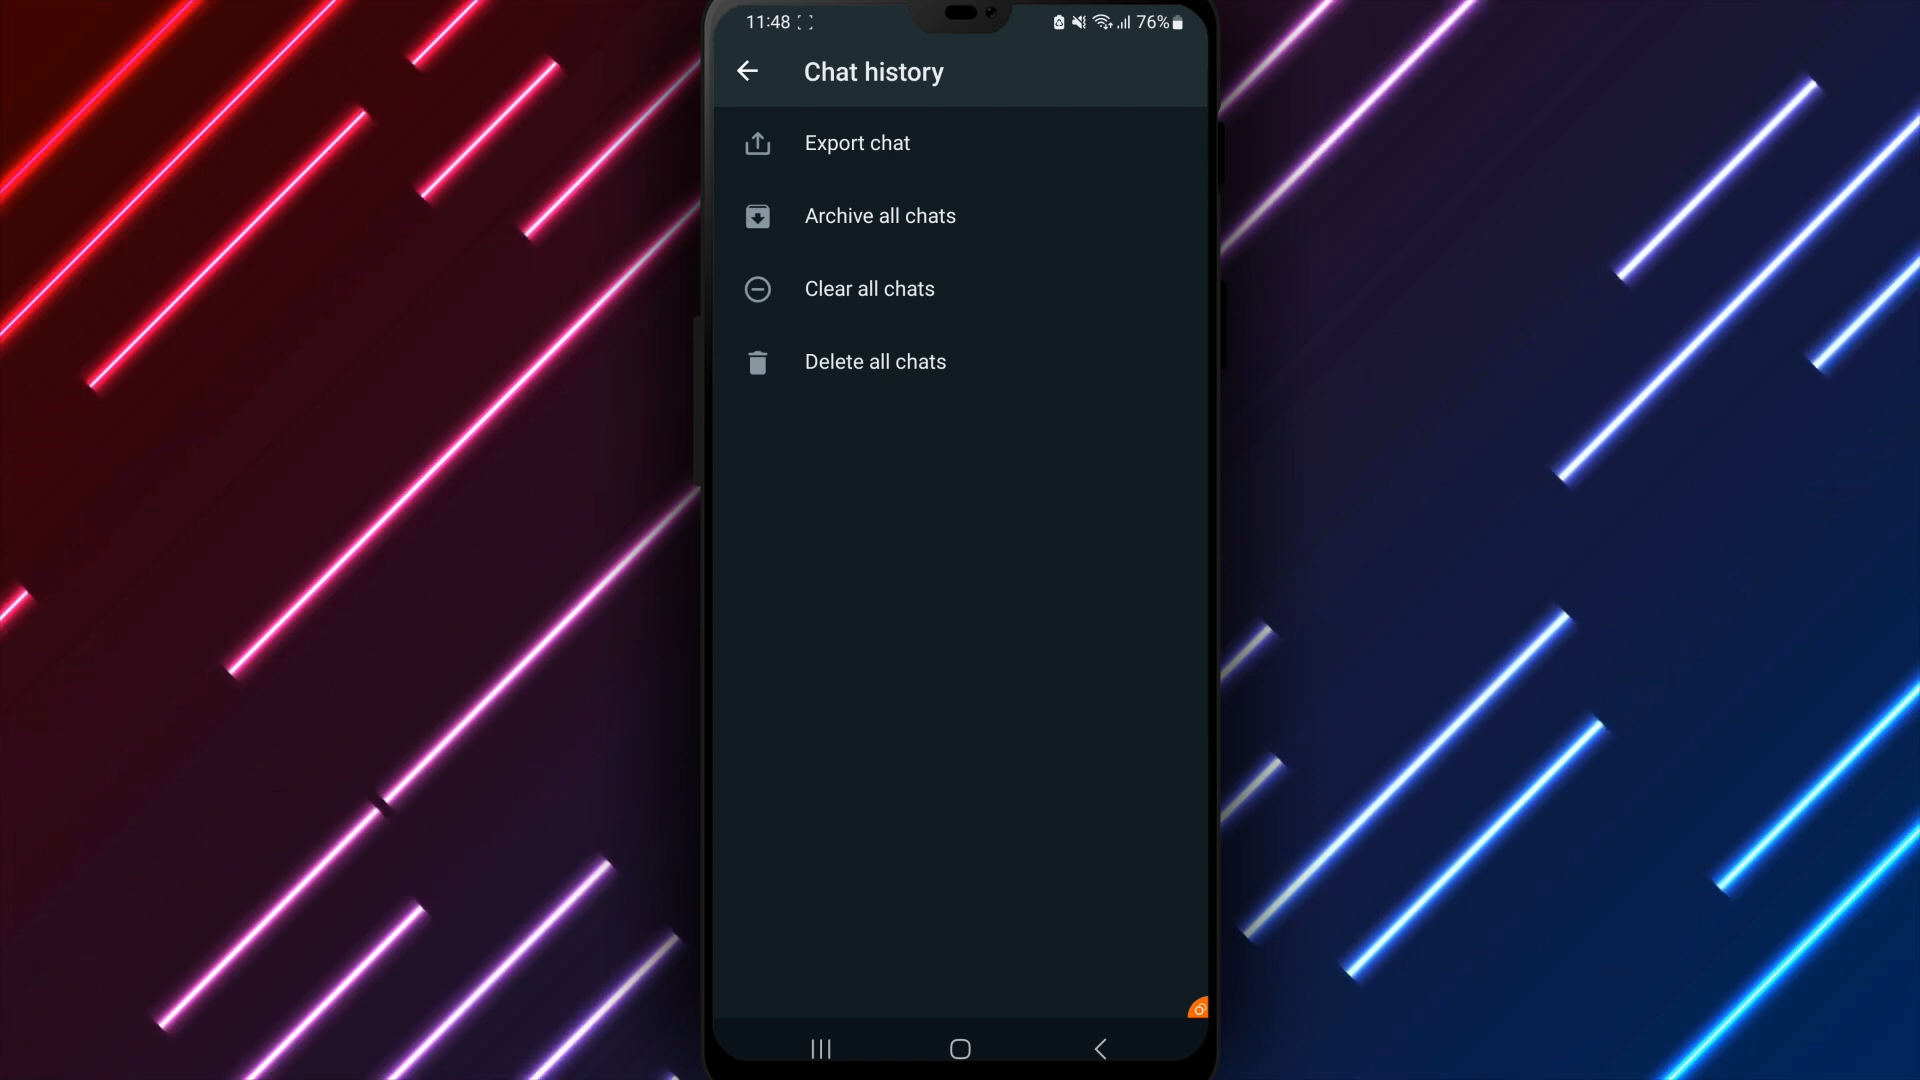 11:48 76%
Chat history
Export chat
Archive all chats
Clear all chats
Delete all chats